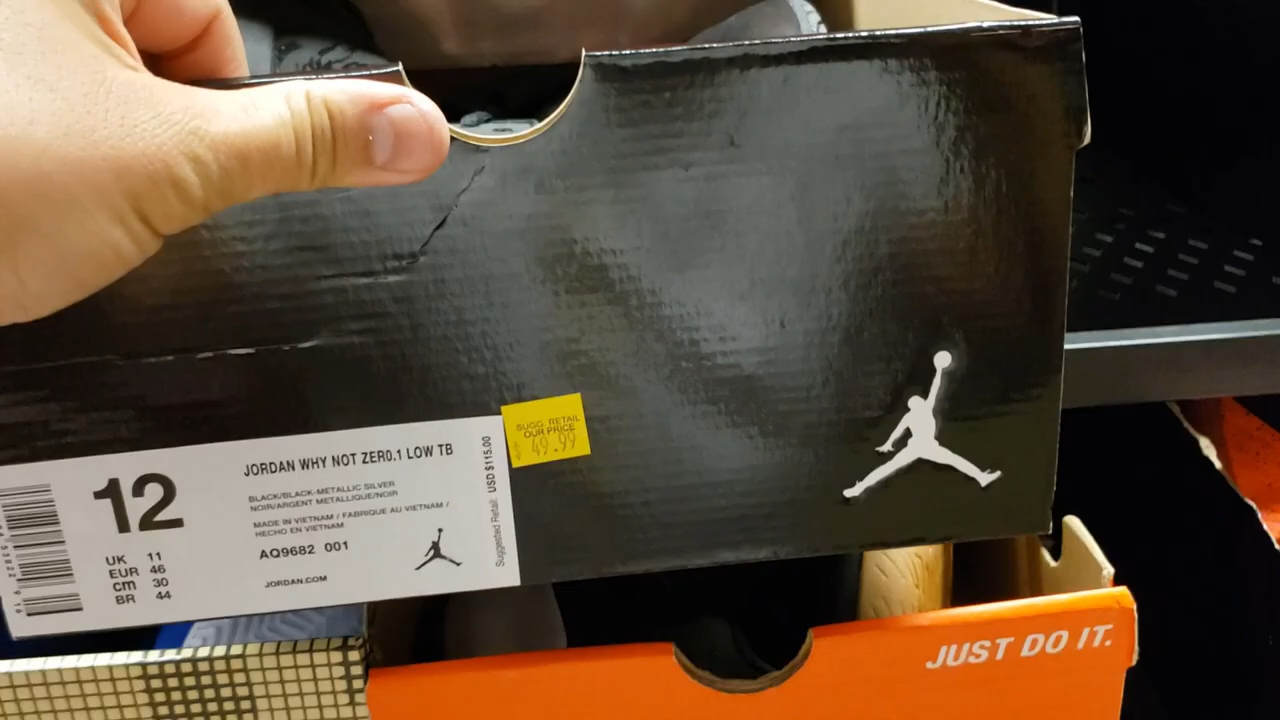 SUGG. RETAIL
OUR PRICE
$ 49.99
JORDAN WHY NOT ZER0.1 LOW TB
12
BLACK/BLACK-METALLIC SILVER
NOIR/ARGENT METALLIQUE/NOIR
MADE IN VIETNAM / FABRIQUE AU VIETNAM /
HECHO EN VIETNAM
AQ9682 001
JORDAN.COM
UK 11
EUR 46
cm 30
BR 44
Suggested Retail: USD $115.00
JUST DO IT.